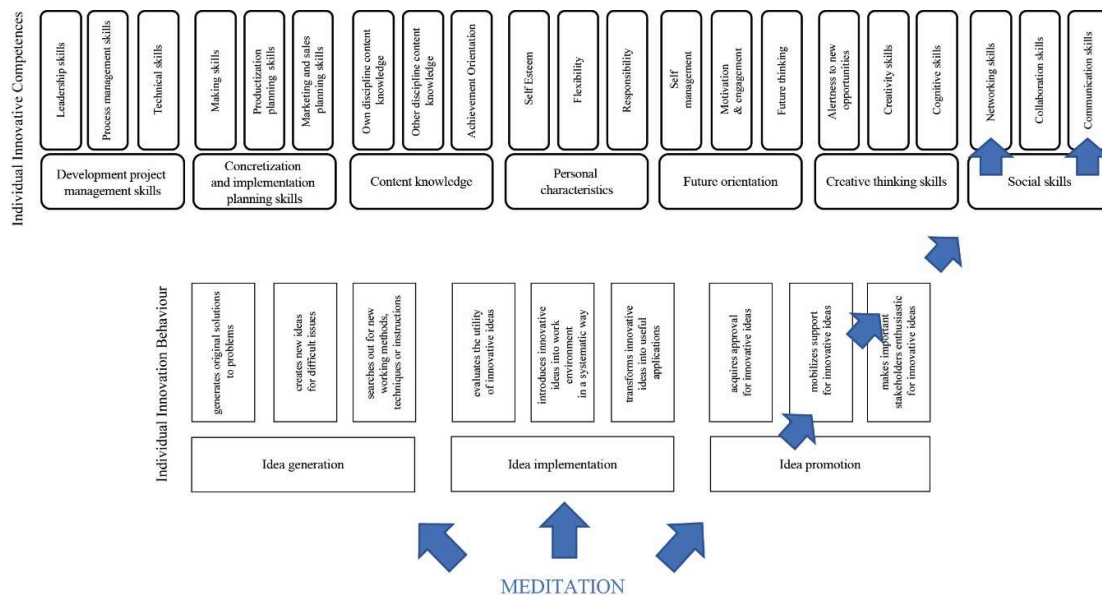 Individual Innovative Competences
Leadership skills
Process management skills
Technical skills
Making skills
Productization
planning skills
Marketing and sales
planning skills
Own discipline content
knowledge
Other discipline content
knowledge
Achievement Orientation
Self Esteem
Flexibility
Responsibility
Self
management
Motivation
& engagement
Future thinking
Alertness to new
opportunities
Creativity skills
Cognitive skills
Networking skills
Collaboration skills
Communication skills
Development project
management skills
Concretization
and implementation
planning skills
Content knowledge
Personal
characteristics
Future orientation
Creative thinking skills
Social skills
Individual Innovation Behaviour
generates original solutions
to problems
creates new ideas
for difficult issues
searches out for new
working methods,
techniques or instructions
evaluates the utility
of innovative ideas
introduces innovative
ideas into work
environment
in a systematic way
transforms innovative
ideas into useful
applications
acquires approval
for innovative ideas
mobilizes support
for innovative ideas
makes important
stakeholders enthusiastic
for innovative ideas
Idea generation
Idea implementation
Idea promotion
MEDITATION